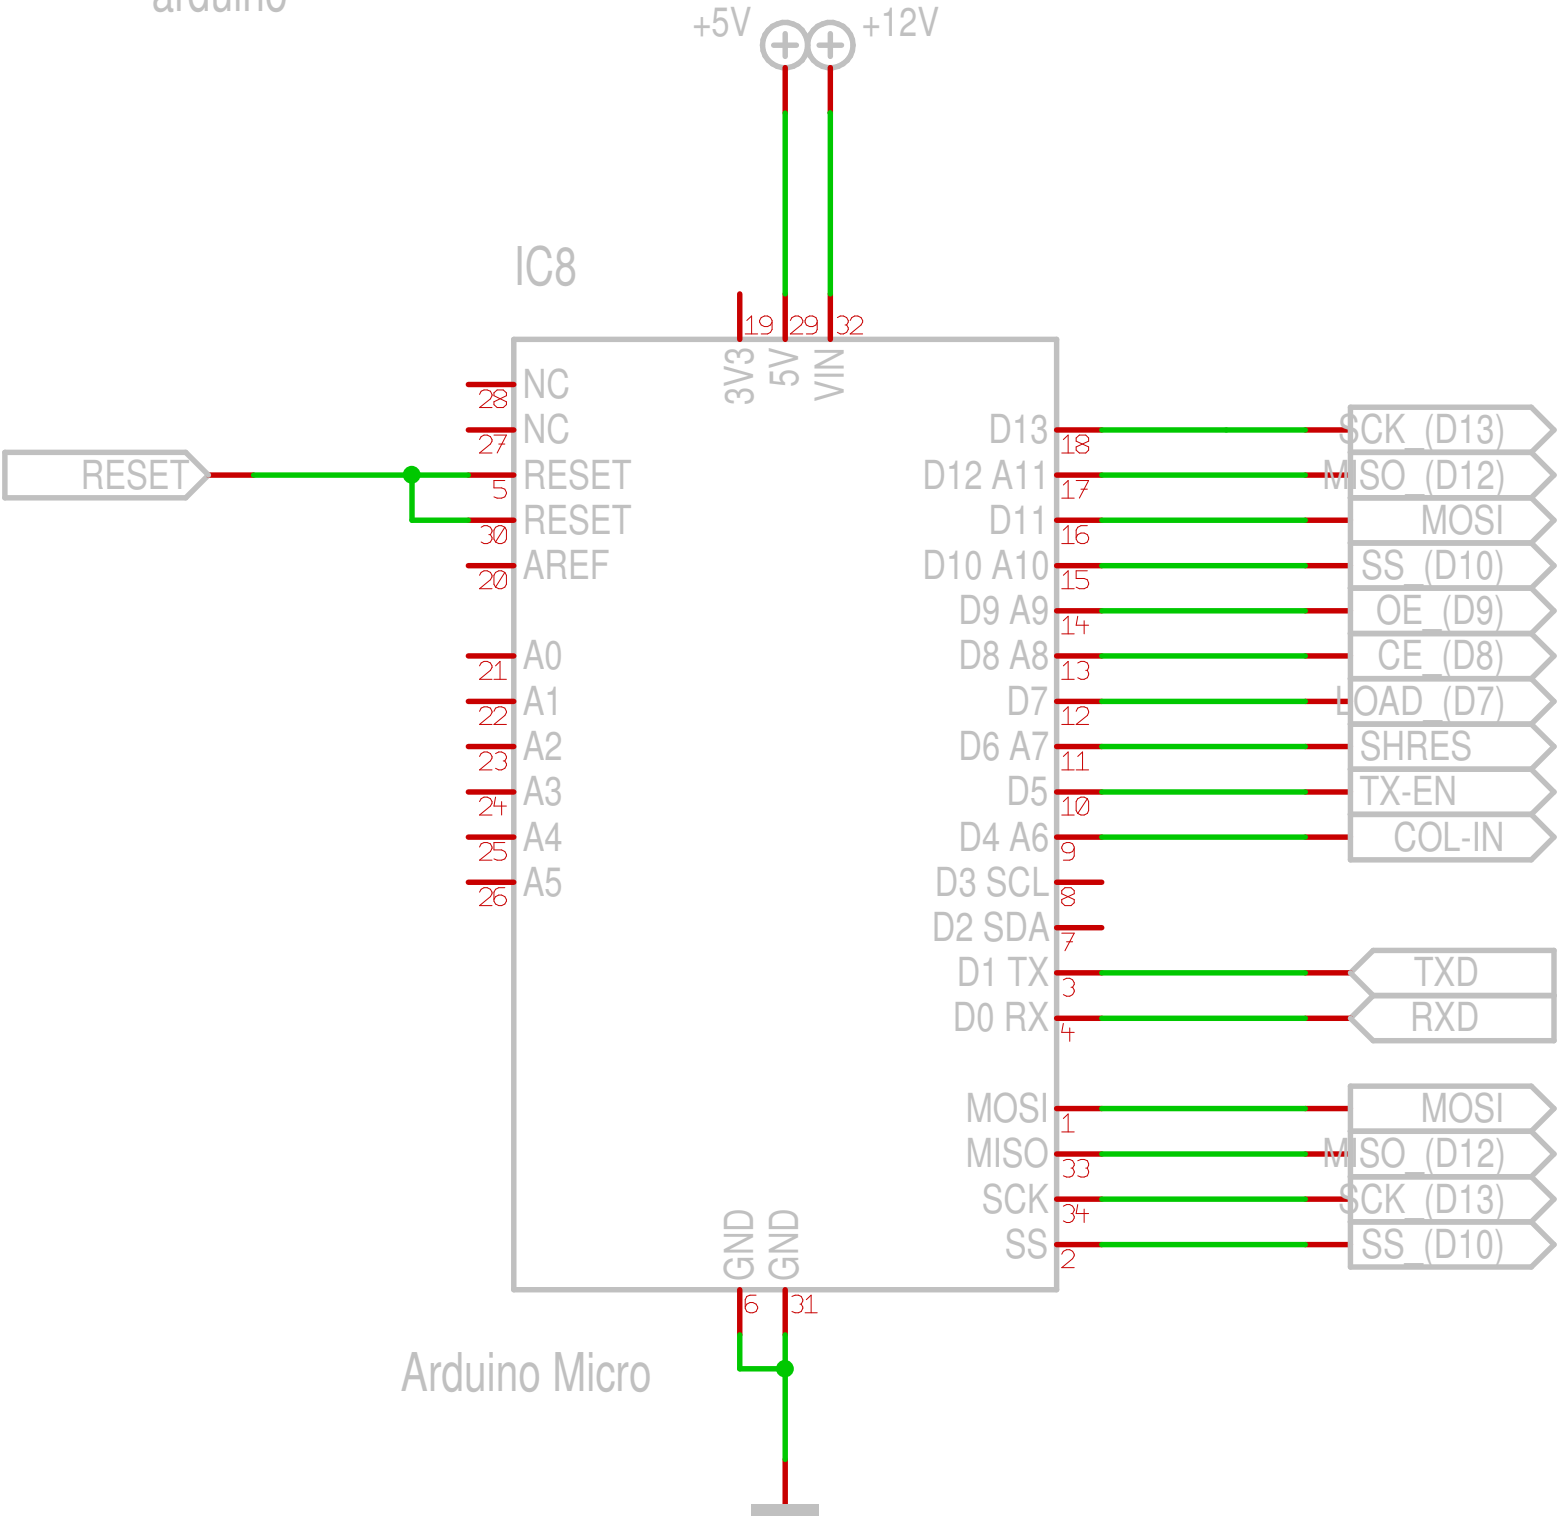 arduino
+5V +12V
IC8
19 29 32
3V3 5V VIN
28 NC
27 NC
RESET 5 RESET
30 RESET
20 AREF
21 A0
22 A1
23 A2
24 A3
25 A4
26 A5
D13 18 SCK_(D13)
D12 A11 17 MISO_(D12)
D11 16 MOSI
D10 A10 15 SS_(D10)
D9 A9 14 OE_(D9)
D8 A8 13 CE_(D8)
D7 12 LOAD_(D7)
D6 A7 11 SHRES
D5 10 TX-EN
D4 A6 9 COL-IN
D3 SCL 8
D2 SDA 7
D1 TX 3 TXD
D0 RX 4 RXD
MOSI 1 MOSI
MISO 33 MISO_(D12)
SCK 34 SCK_(D13)
SS 2 SS_(D10)
GND GND
6 31
Arduino Micro